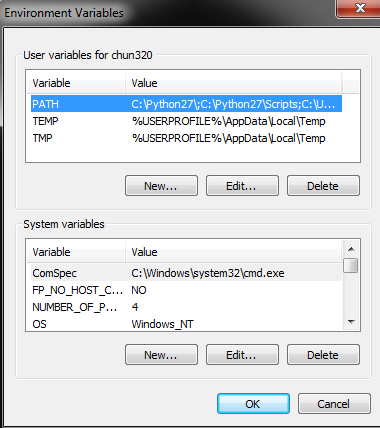 Environment Variables
User variables for chun320
Variable Value
PATH C:\Python27\;C:\Python27\Scripts;C:\U...
TEMP %USERPROFILE%\AppData\Local\Temp
TMP %USERPROFILE%\AppData\Local\Temp
New... Edit... Delete
System variables
Variable Value
ComSpec C:\Windows\system32\cmd.exe
FP_NO_HOST_C... NO
NUMBER_OF_P... 4
OS Windows_NT
New... Edit... Delete
OK Cancel